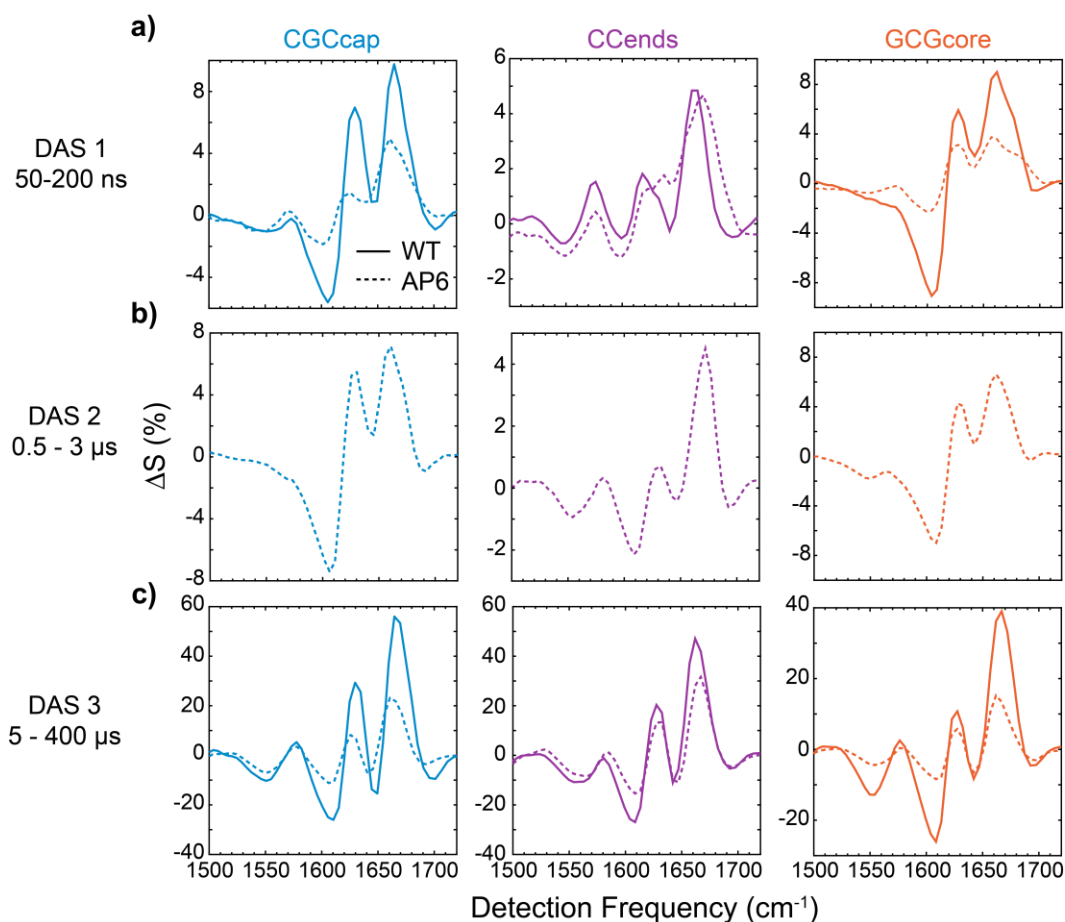 a)
CGCcap
CCends
GCGcore
DAS 1
50-200 ns
8
4
0
-4
WT
AP6
6
4
2
0
-2
8
4
0
-4
-8
b)
DAS 2
0.5 - 3 µs
ΔS (%)
8
4
0
-4
-8
4
2
0
-2
8
4
0
-4
-8
c)
DAS 3
5 - 400 µs
60
40
20
0
-20
-40
60
40
20
0
-20
-40
40
20
0
-20
1500 1550 1600 1650 1700
1500 1550 1600 1650 1700
1500 1550 1600 1650 1700
Detection Frequency (cm-1)